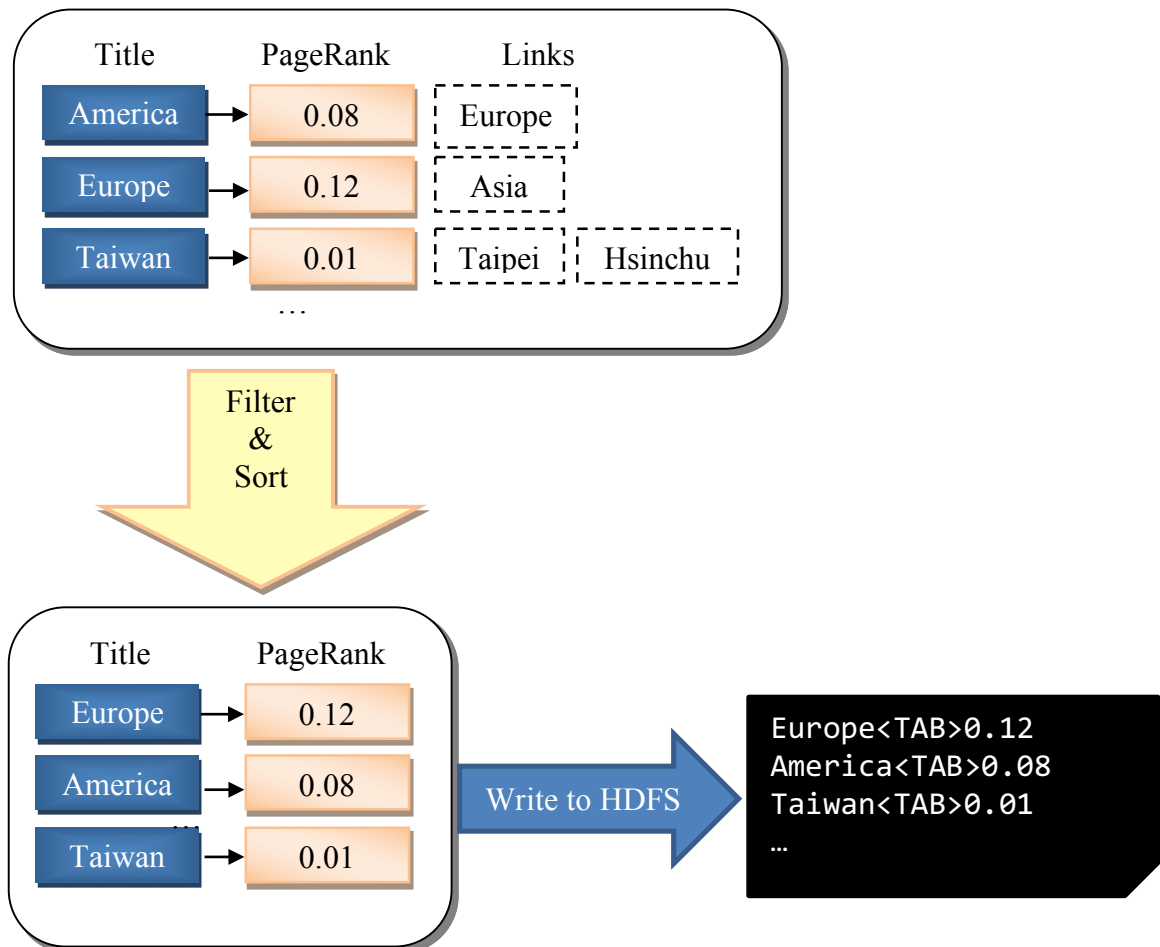 Title PageRank Links
America 0.08 Europe
Europe 0.12 Asia
Taiwan 0.01 Taipei Hsinchu
…
Filter
&
Sort
Title PageRank
Europe 0.12
America 0.08
…
Taiwan 0.01
Write to HDFS
Europe<TAB>0.12
America<TAB>0.08
Taiwan<TAB>0.01
…